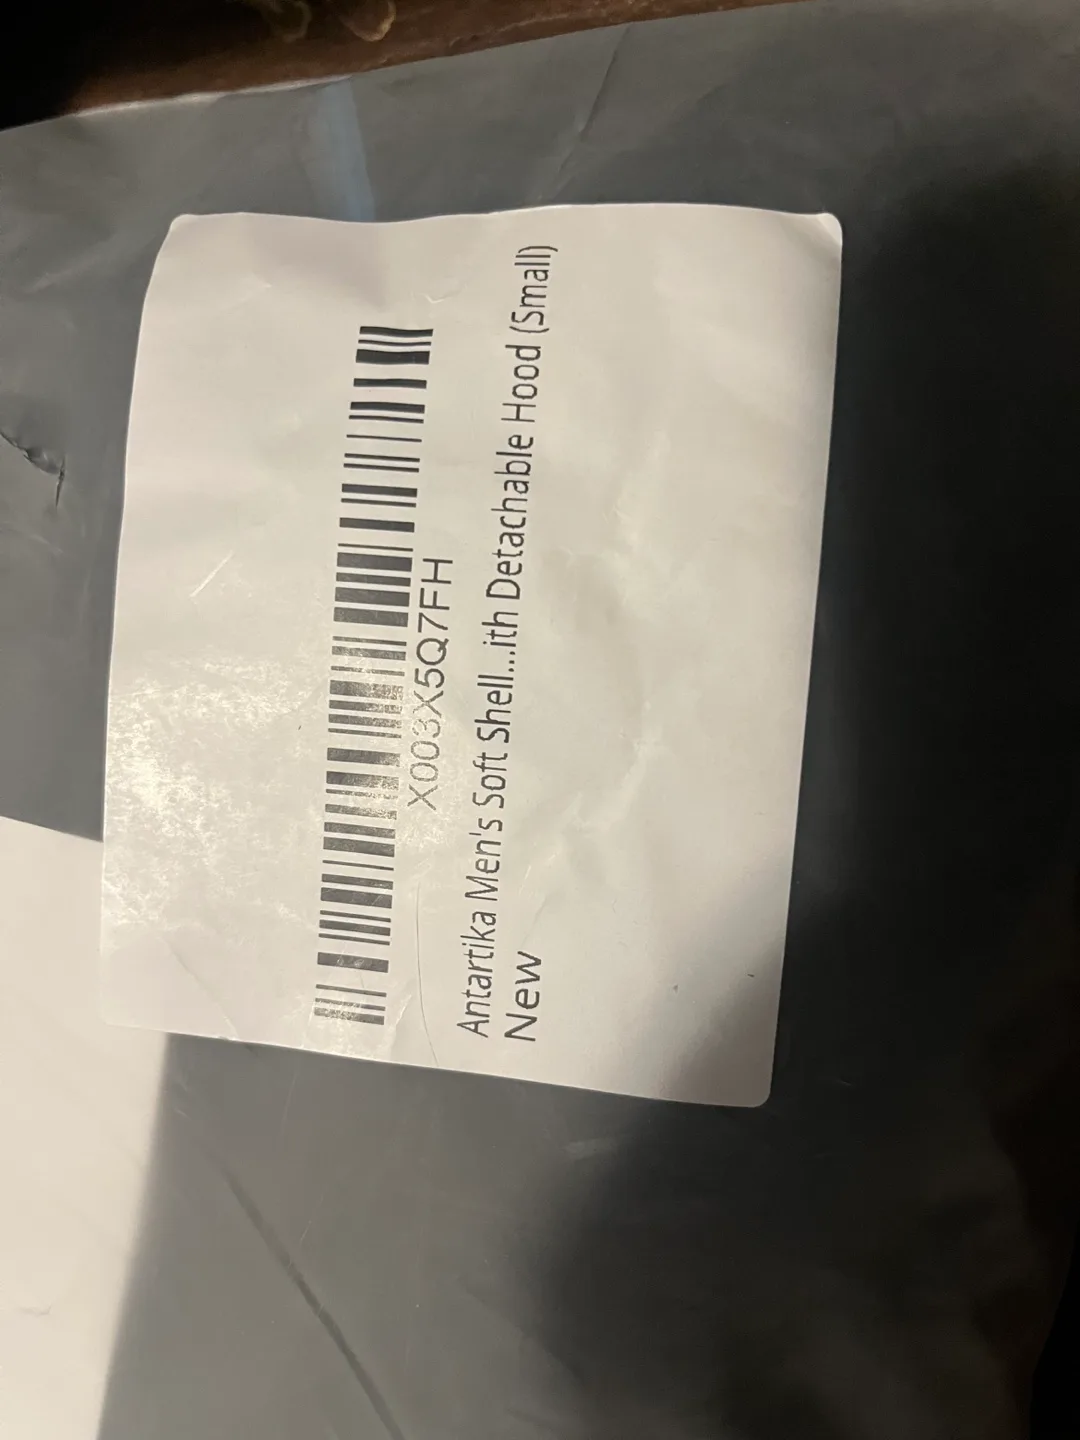 X003X5Q7FH
Antartika Men's Soft Shell...ith Detachable Hood (Small)
New